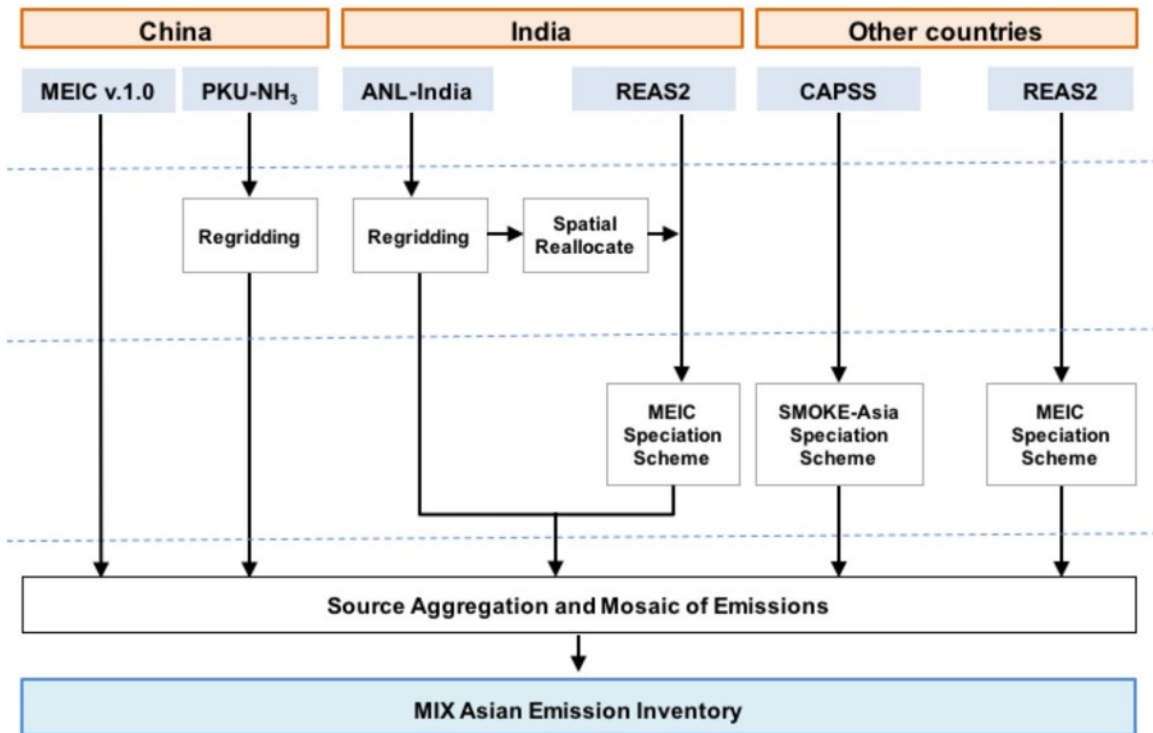 China
India
Other countries
MEIC v.1.0
PKU-NH₃
ANL-India
REAS2
CAPSS
REAS2
Regridding
Regridding
Spatial
Reallocate
MEIC
Speciation
Scheme
SMOKE-Asia
Speciation
Scheme
MEIC
Speciation
Scheme
Source Aggregation and Mosaic of Emissions
MIX Asian Emission Inventory